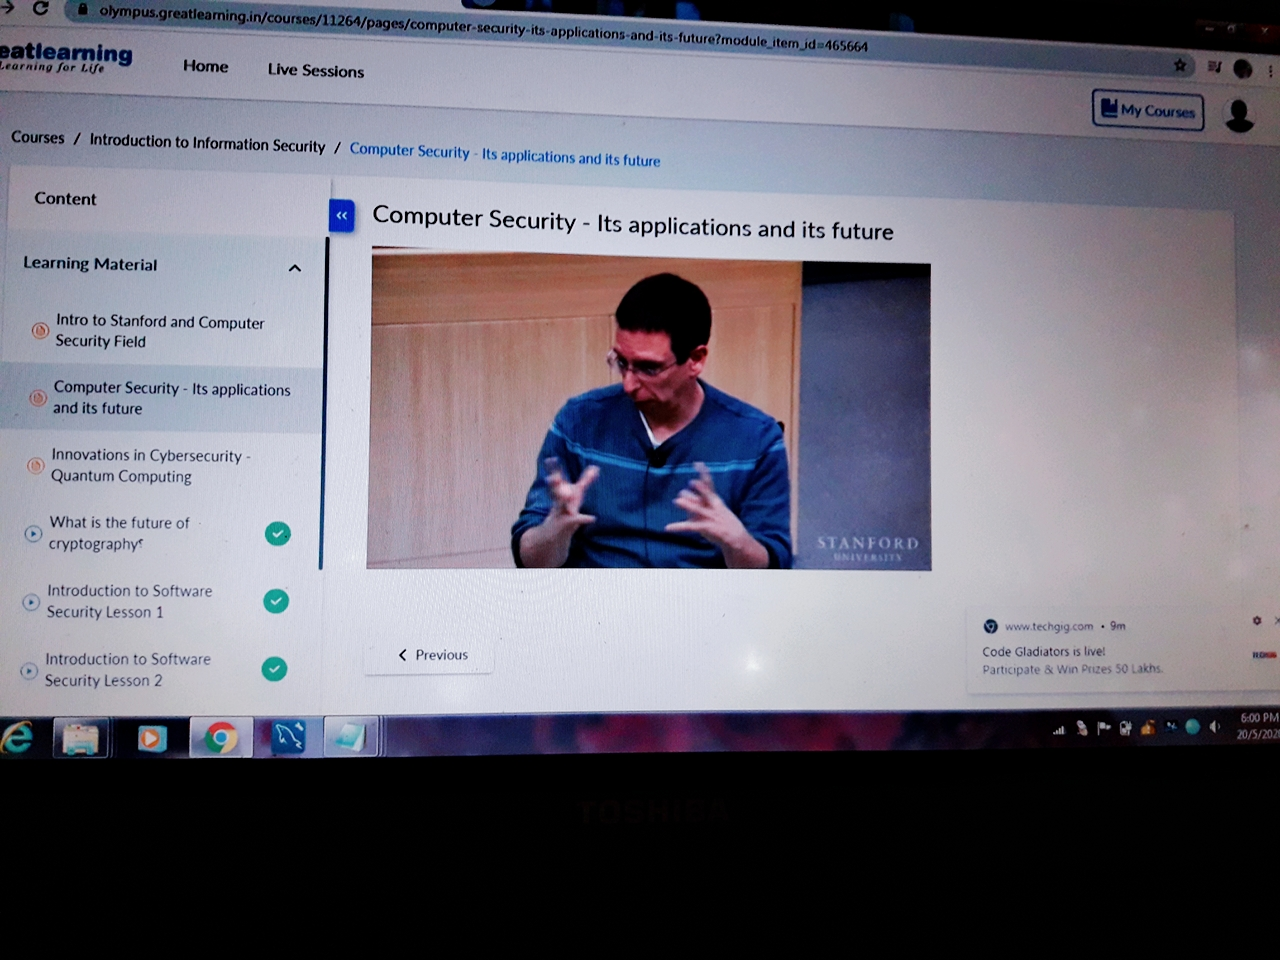 olympus.greatlearning.in/courses/11264/pages/computer-security-its-applications-and-its-future?module_item_id=465664
eatlearning
Learning for Life
Home
Live Sessions
My Courses
Courses / Introduction to Information Security / Computer Security - Its applications and its future
Content
Learning Material
Intro to Stanford and Computer
Security Field
Computer Security - Its applications
and its future
Innovations in Cybersecurity -
Quantum Computing
What is the future of
cryptography
Introduction to Software
Security Lesson 1
Introduction to Software
Security Lesson 2
Computer Security - Its applications and its future
STANFORD
UNIVERSITY
Previous
www.techgig.com • 9m
Code Gladiators is live!
Participate & Win Prizes 50 Lakhs.
6:00 PM
20/5/202
TOSHIBA